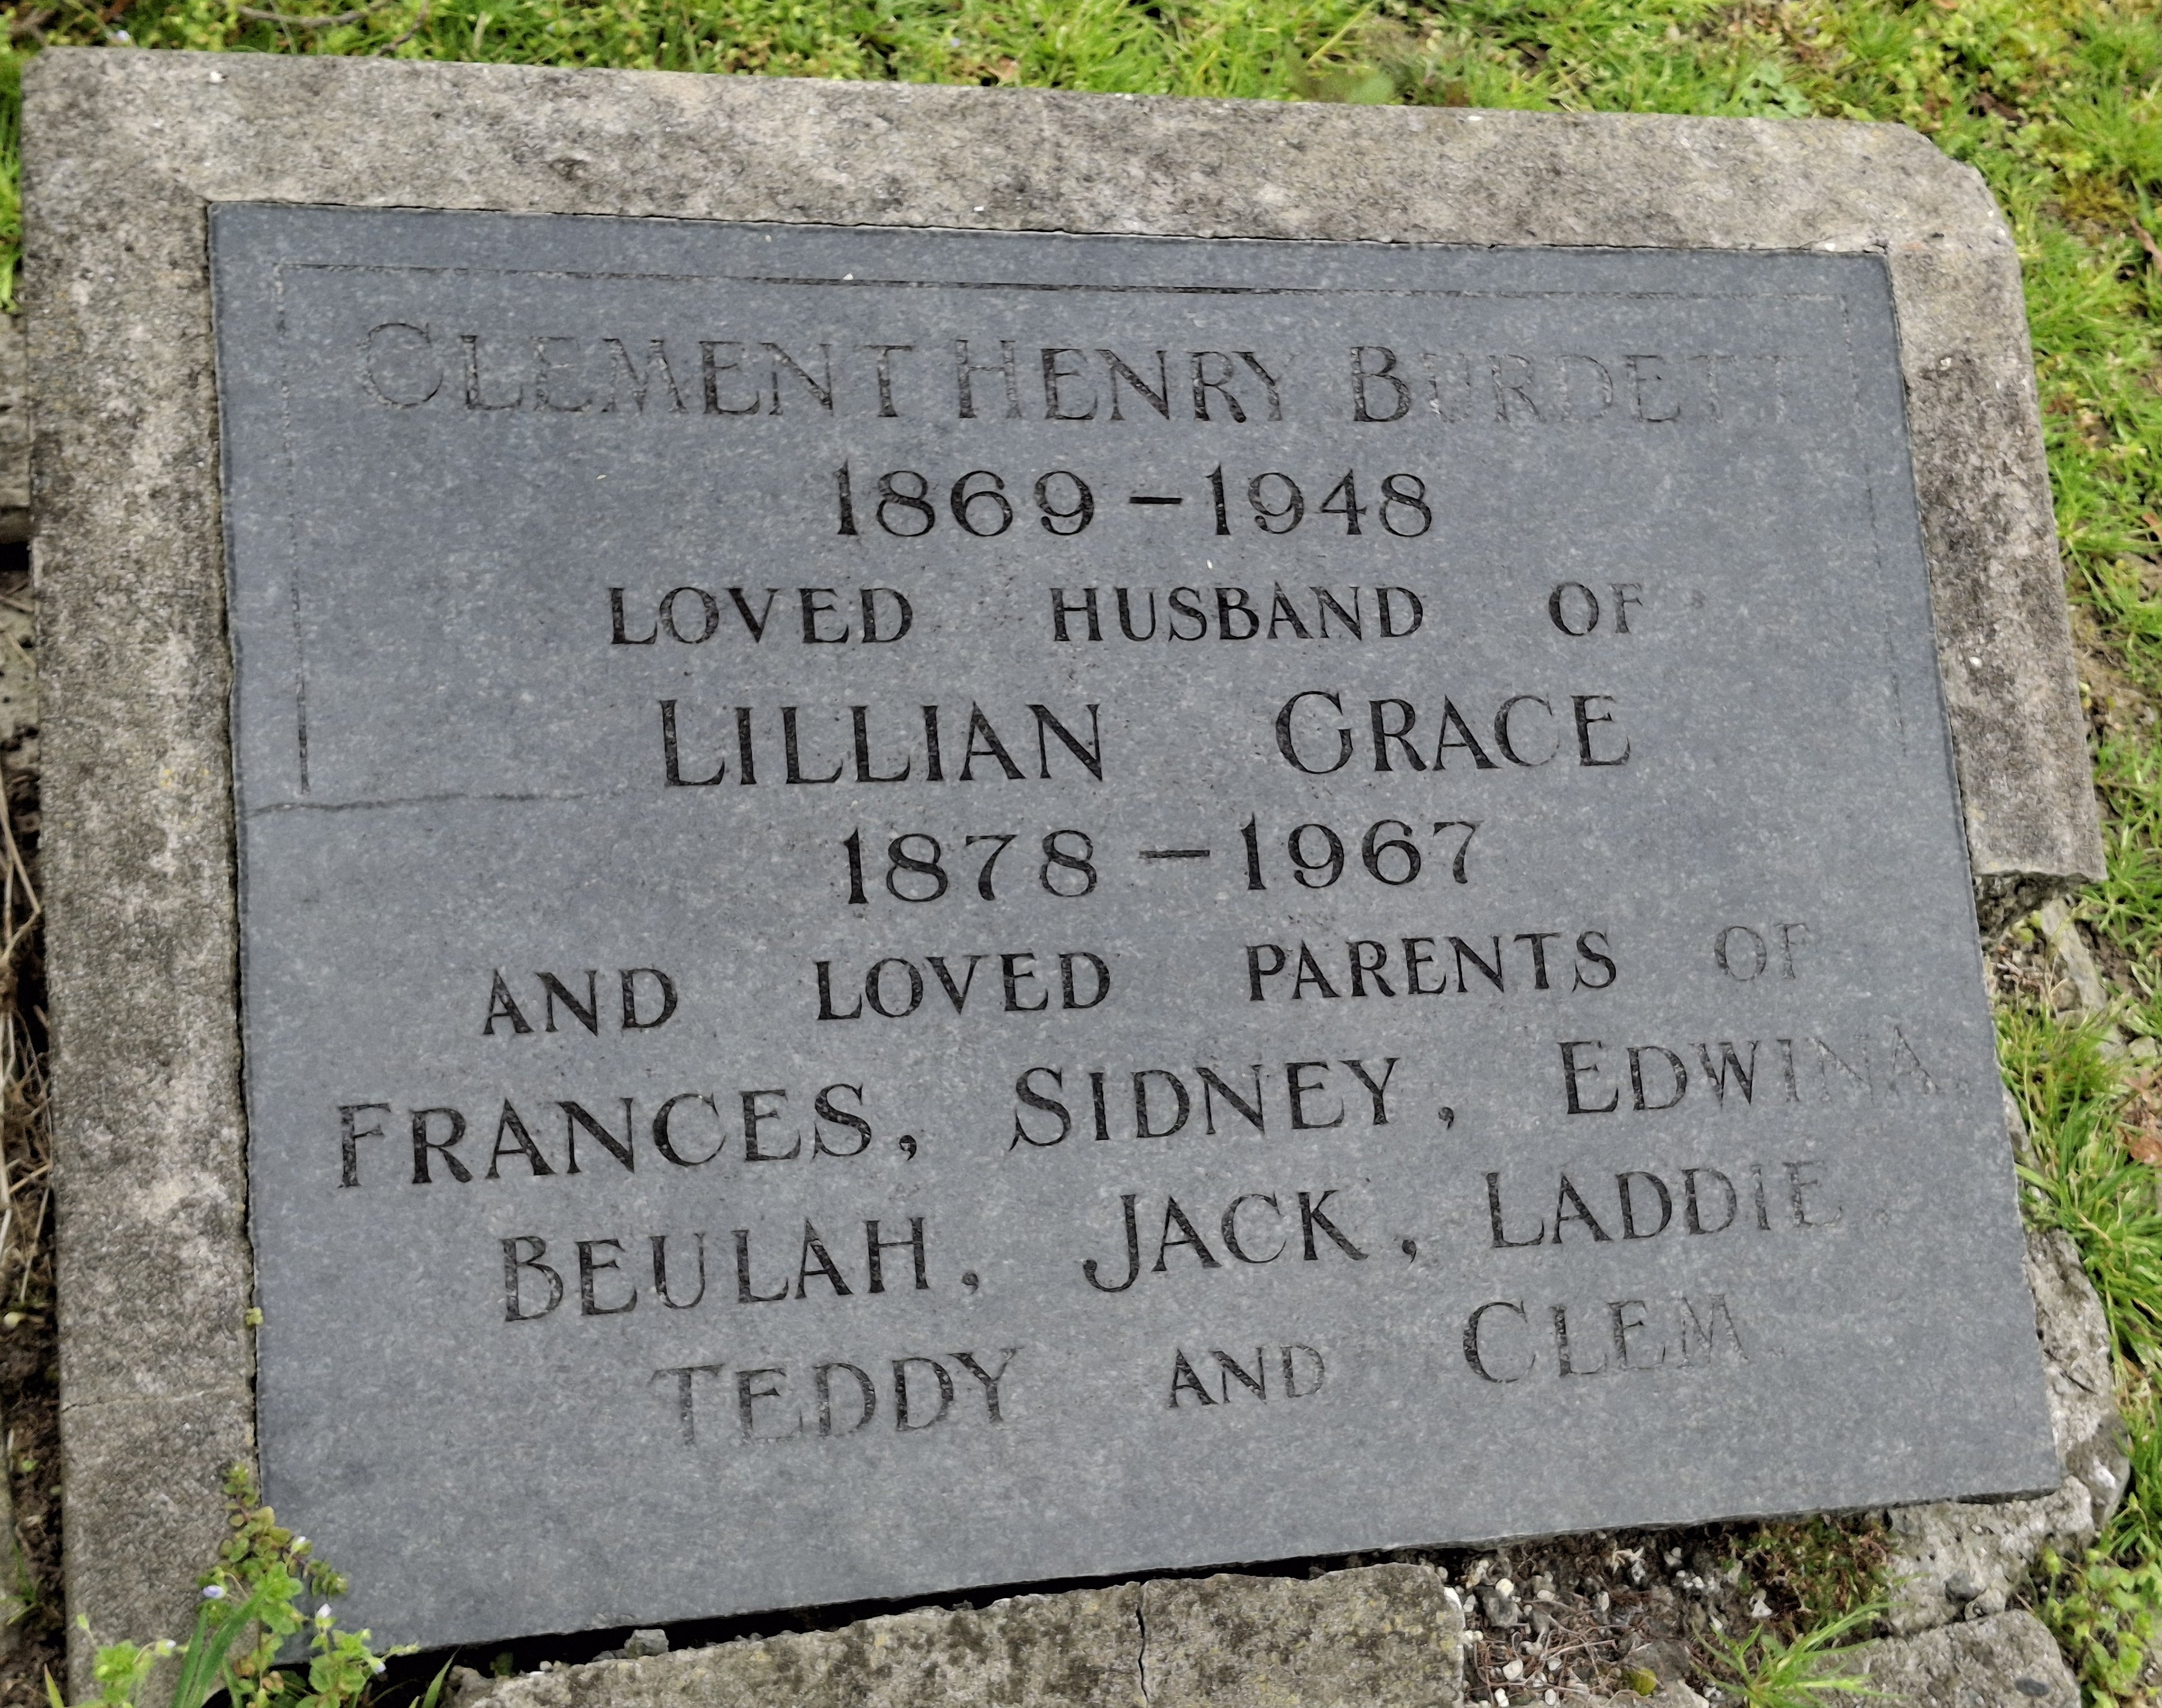 CLEMENT HENRY BURDETT
1869 – 1948
LOVED HUSBAND OF
LILLIAN GRACE
1878 – 1967
AND LOVED PARENTS OF
FRANCES, SIDNEY, EDWINA,
BEULAH, JACK, LADDIE,
TEDDY AND CLEM.